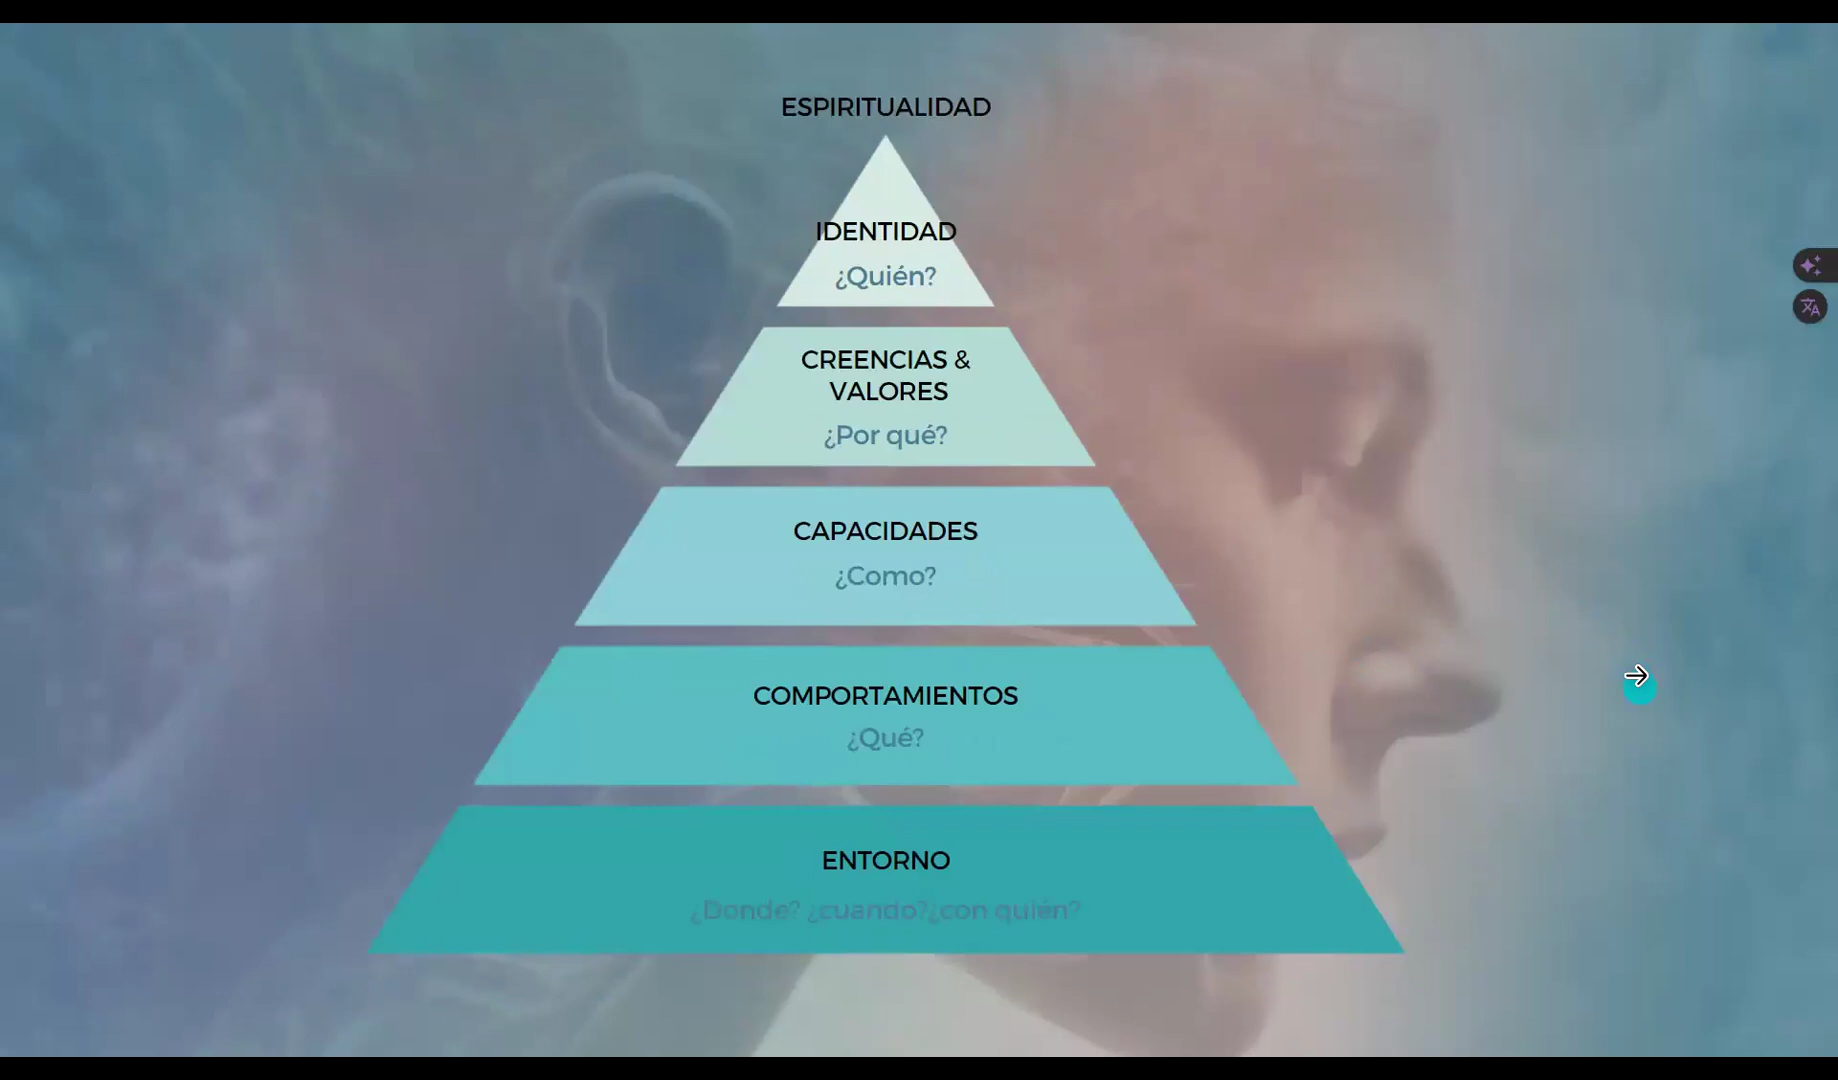 ESPIRITUALIDAD
IDENTIDAD
¿Quién?
CREENCIAS &
VALORES
¿Por qué?
CAPACIDADES
¿Como?
COMPORTAMIENTOS
¿Qué?
ENTORNO
¿Donde? ¿cuando?¿con quién?